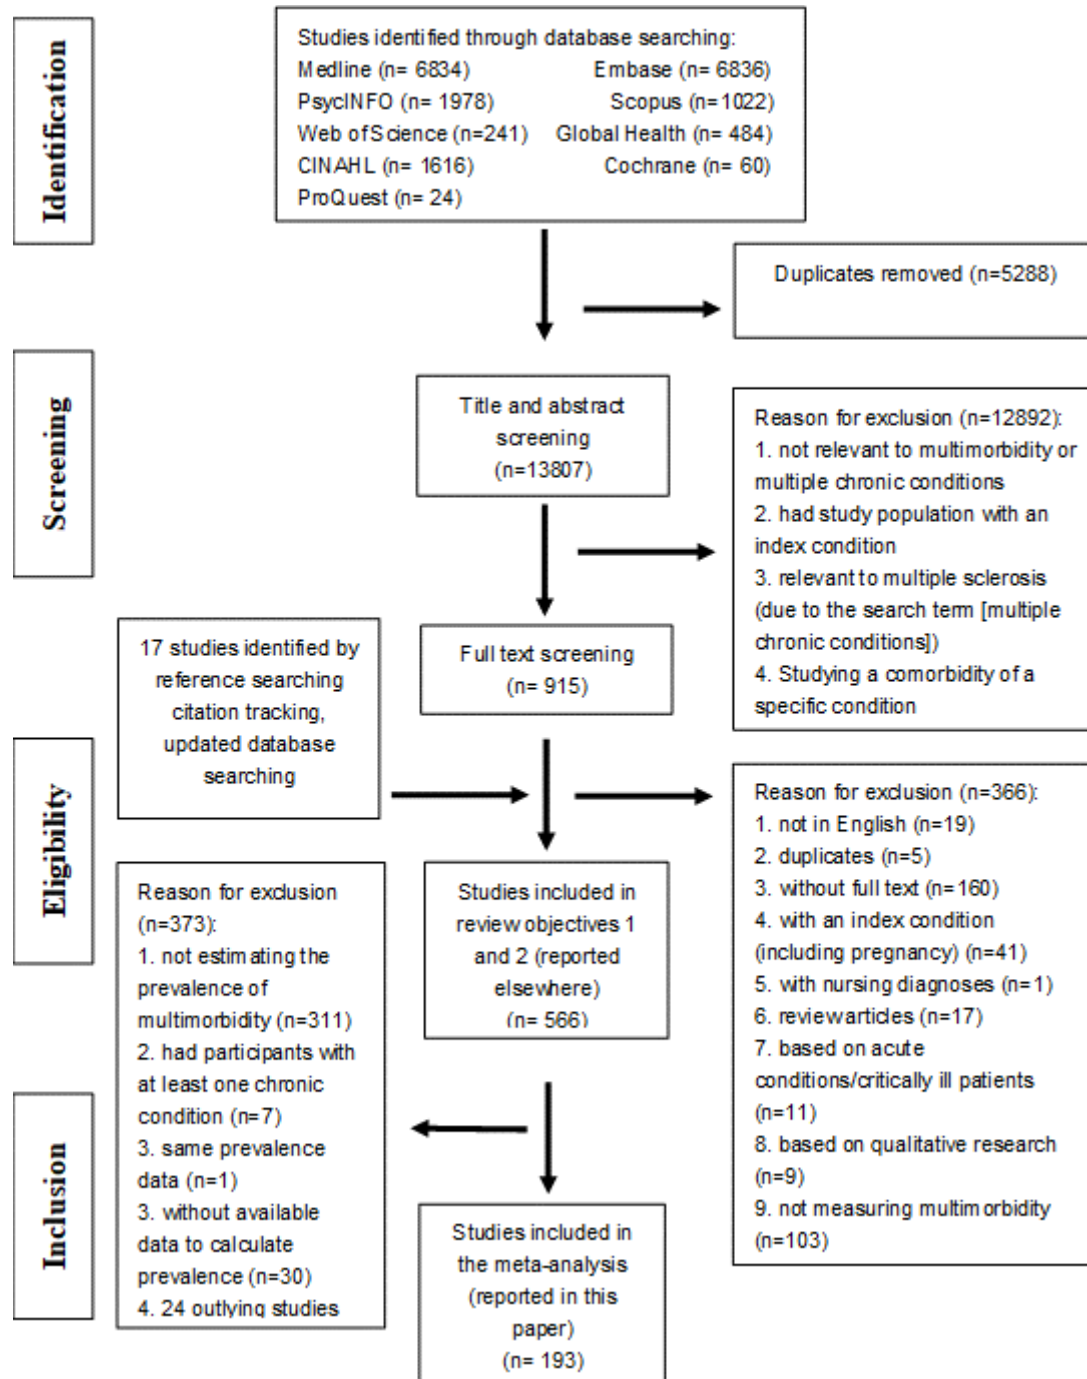 Identification
Studies identified through database searching:
Medline (n= 6834) Embase (n= 6836)
PsycINFO (n= 1978) Scopus (n=1022)
Web of Science (n=241) Global Health (n= 484)
CINAHL (n= 1616) Cochrane (n= 60)
ProQuest (n= 24)
Duplicates removed (n=5288)
Screening
Title and abstract
screening
(n=13807)
Reason for exclusion (n=12892):
1. not relevant to multimorbidity or
multiple chronic conditions
2. had study population with an
index condition
3. relevant to multiple sclerosis
(due to the search term [multiple
chronic conditions])
4. Studying a comorbidity of a
specific condition
17 studies identified by
reference searching
citation tracking,
updated database
searching
Full text screening
(n= 915)
Eligibility
Reason for exclusion (n=366):
1. not in English (n=19)
2. duplicates (n=5)
3. without full text (n=160)
4. with an index condition
(including pregnancy) (n=41)
5. with nursing diagnoses (n=1)
6. review articles (n=17)
7. based on acute
conditions/critically ill patients
(n=11)
8. based on qualitative research
(n=9)
9. not measuring multimorbidity
(n=103)
Studies included in
review objectives 1
and 2 (reported
elsewhere)
(n= 566)
Reason for exclusion
(n=373):
1. not estimating the
prevalence of
multimorbidity (n=311)
2. had participants with
at least one chronic
condition (n=7)
3. same prevalence
data (n=1)
3. without available
data to calculate
prevalence (n=30)
4. 24 outlying studies
Inclusion
Studies included in
the meta-analysis
(reported in this
paper)
(n= 193)